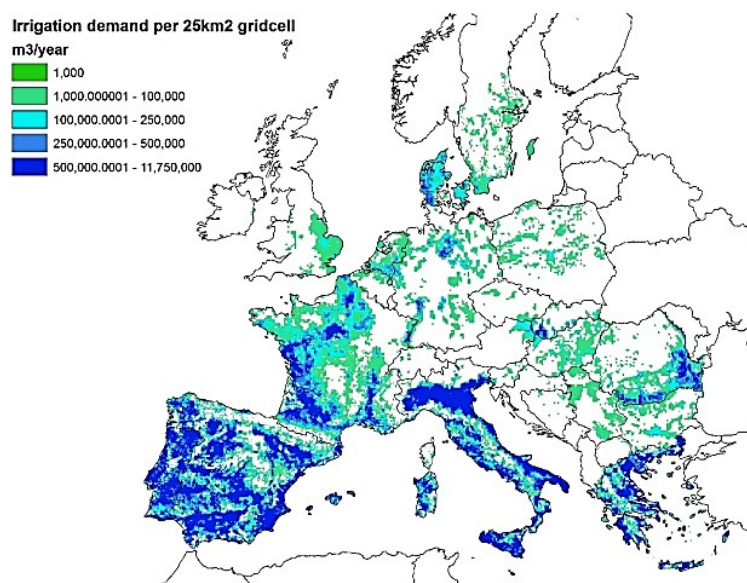 Irrigation demand per 25km2 gridcell
m3/year
1,000
1,000.000001 - 100,000
100,000.0001 - 250,000
250,000.0001 - 500,000
500,000.0001 - 11,750,000